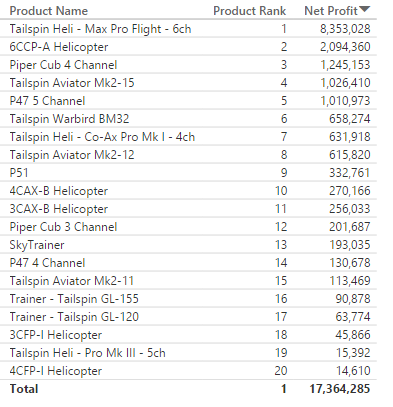 Product Name Product Rank Net Profit
Tailspin Heli - Max Pro Flight - 6ch 1 8,353,028
6CCP-A Helicopter 2 2,094,360
Piper Cub 4 Channel 3 1,245,153
Tailspin Aviator Mk2-15 4 1,026,410
P47 5 Channel 5 1,010,973
Tailspin Warbird BM32 6 658,274
Tailspin Heli - Co-Ax Pro Mk I - 4ch 7 631,918
Tailspin Aviator Mk2-12 8 615,820
P51 9 332,761
4CAX-B Helicopter 10 270,166
3CAX-B Helicopter 11 256,033
Piper Cub 3 Channel 12 201,687
SkyTrainer 13 193,035
P47 4 Channel 14 130,678
Tailspin Aviator Mk2-11 15 113,469
Trainer - Tailspin GL-155 16 90,878
Trainer - Tailspin GL-120 17 63,774
3CFP-I Helicopter 18 45,866
Tailspin Heli - Pro Mk III - 5ch 19 15,392
4CFP-I Helicopter 20 14,610
Total 1 17,364,285